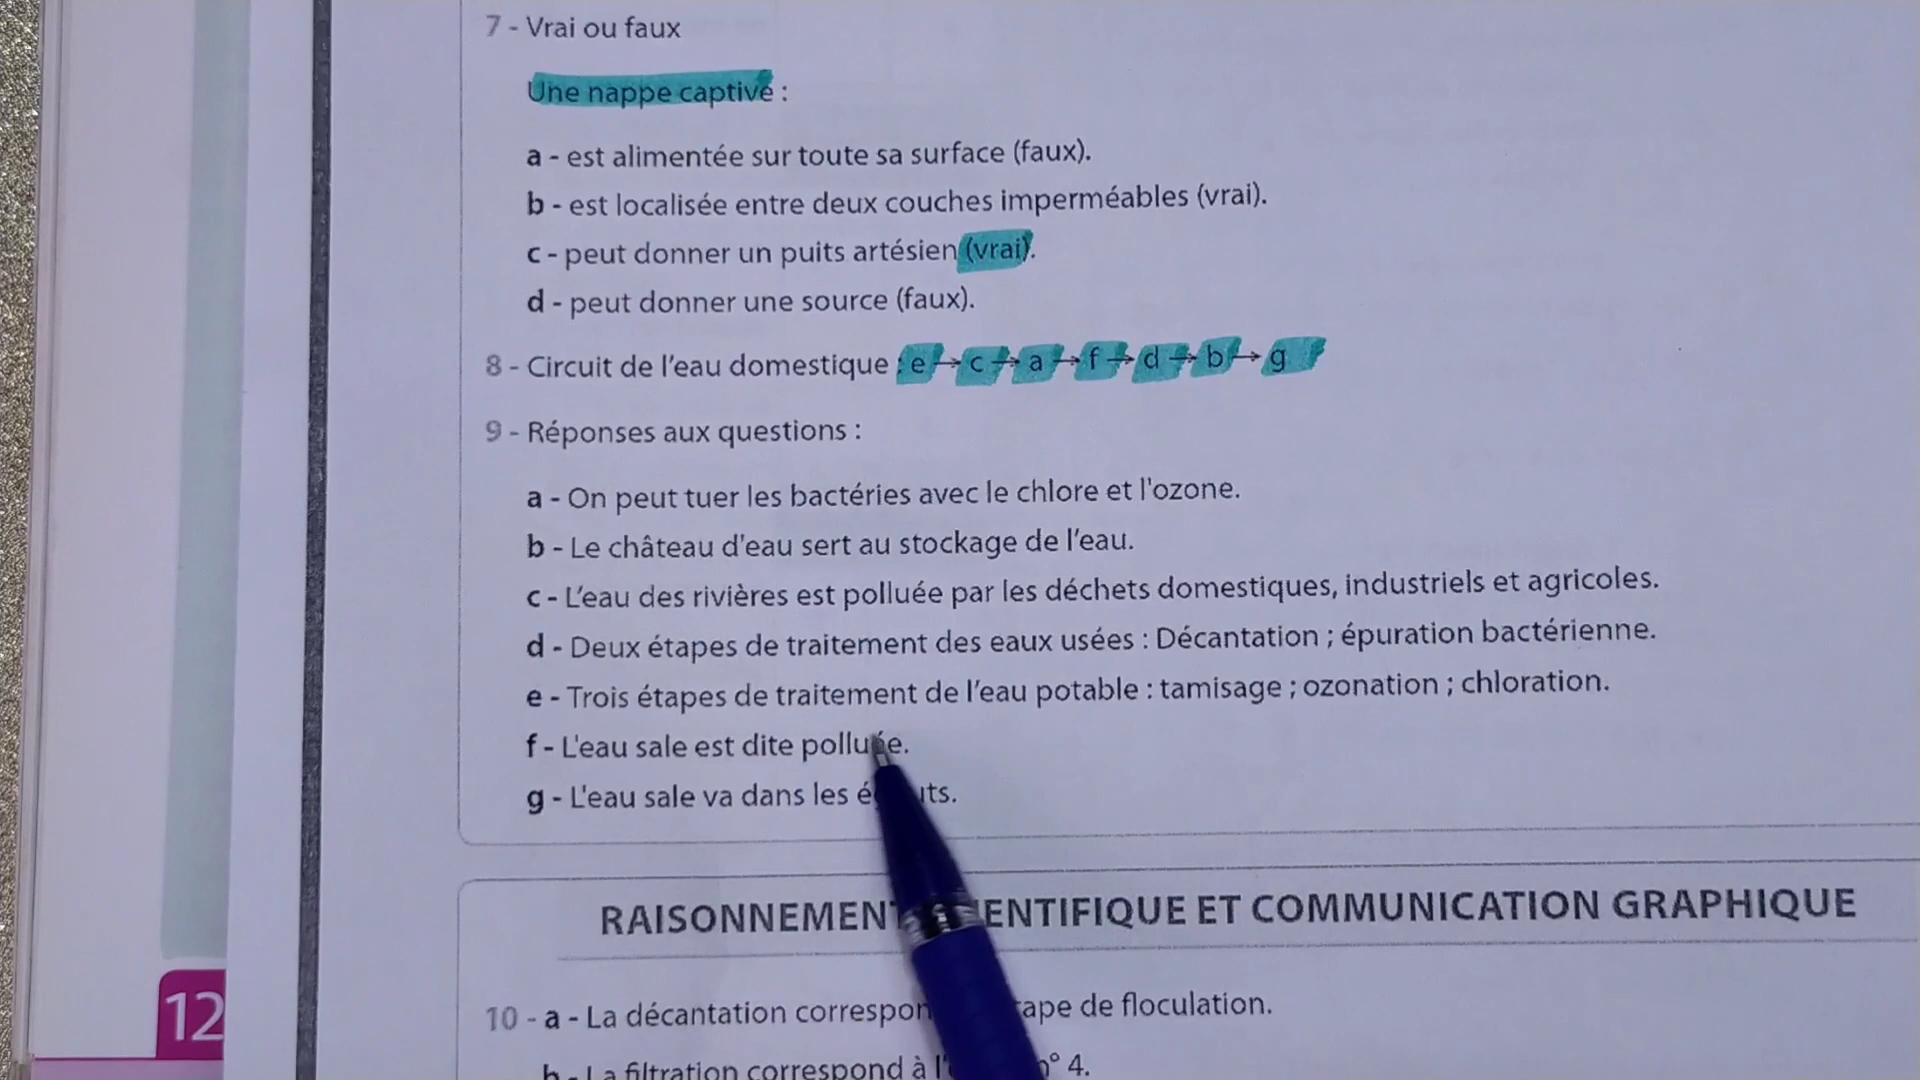 7 - Vrai ou faux
Une nappe captive :
a - est alimentée sur toute sa surface (faux).
b - est localisée entre deux couches imperméables (vrai).
c - peut donner un puits artésien (vrai).
d - peut donner une source (faux).
8 - Circuit de l'eau domestique : e → c → a → f → d → b → g
9 - Réponses aux questions :
a - On peut tuer les bactéries avec le chlore et l'ozone.
b - Le château d'eau sert au stockage de l'eau.
c - L'eau des rivières est polluée par les déchets domestiques, industriels et agricoles.
d - Deux étapes de traitement des eaux usées : Décantation ; épuration bactérienne.
e - Trois étapes de traitement de l'eau potable : tamisage ; ozonation ; chloration.
f - L'eau sale est dite polluée.
g - L'eau sale va dans les
RAISONNEMENT ET COMMUNICATION GRAPHIQUE
10 - a - La décantation de floculation.
b - La filtration correspond à 4.
12